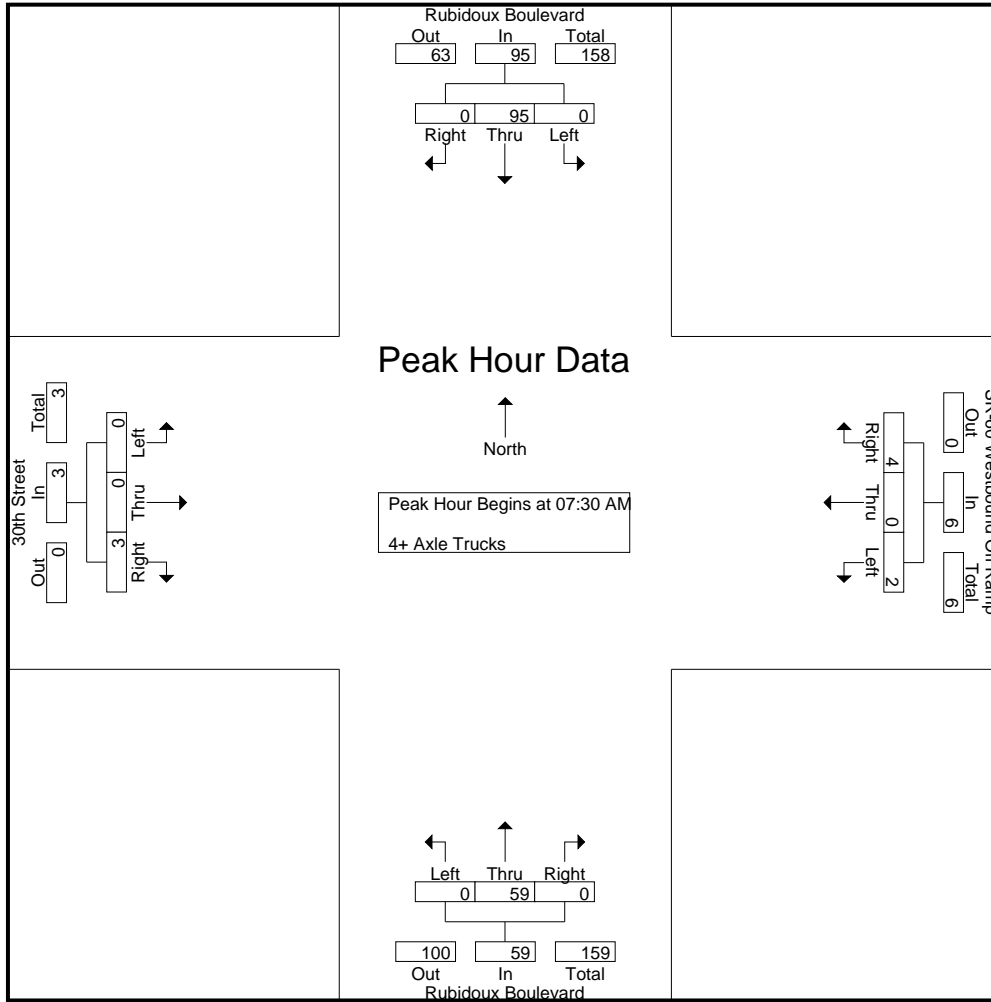 Rubidoux Boulevard
Out In Total
63 95 158
0 95 0
Right Thru Left
Peak Hour Data
North
Peak Hour Begins at 07:30 AM
4+ Axle Trucks
30th Street
Total In Out
3 3 0
0 0 3
Left Thru Right
Westbound Ramp
Out In Total
0 6 6
4 0 2
Right Thru Left
Left Thru Right
0 59 0
100 59 159
Out In Total
Rubidoux Boulevard